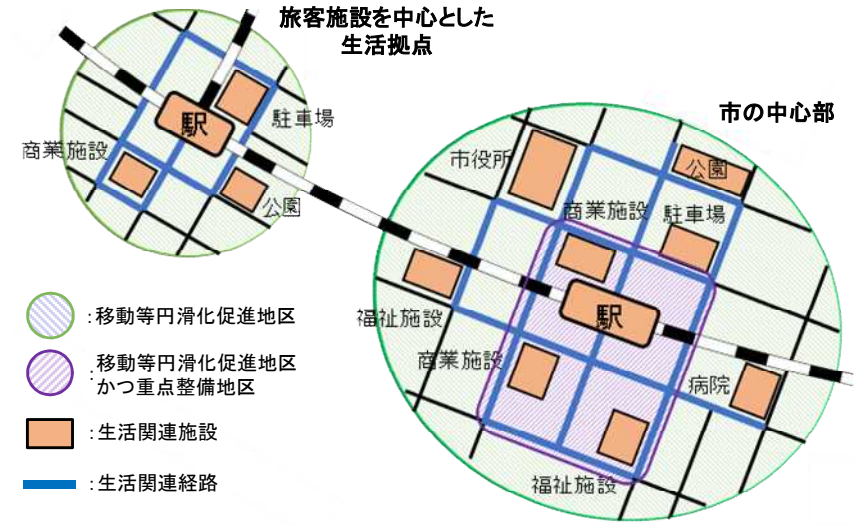 旅客施設を中心とした
生活拠点
市の中心部
駅
駐車場
商業施設
公園
市役所
公園
商業施設
駐車場
福祉施設
駅
商業施設
病院
福祉施設
:移動等円滑化促進地区
:移動等円滑化促進地区
かつ重点整備地区
:生活関連施設
:生活関連経路